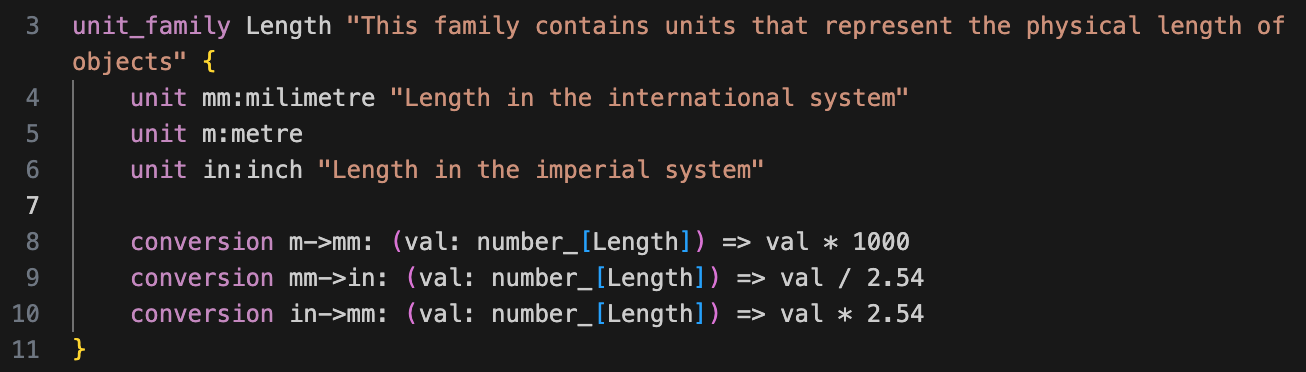 3 unit_family Length "This family contains units that represent the physical length of
objects" {
4 unit mm:milimetre "Length in the international system"
5 unit m:metre
6 unit in:inch "Length in the imperial system"
7
8 conversion m->mm: (val: number_[Length]) => val * 1000
9 conversion mm->in: (val: number_[Length]) => val / 2.54
10 conversion in->mm: (val: number_[Length]) => val * 2.54
11 }